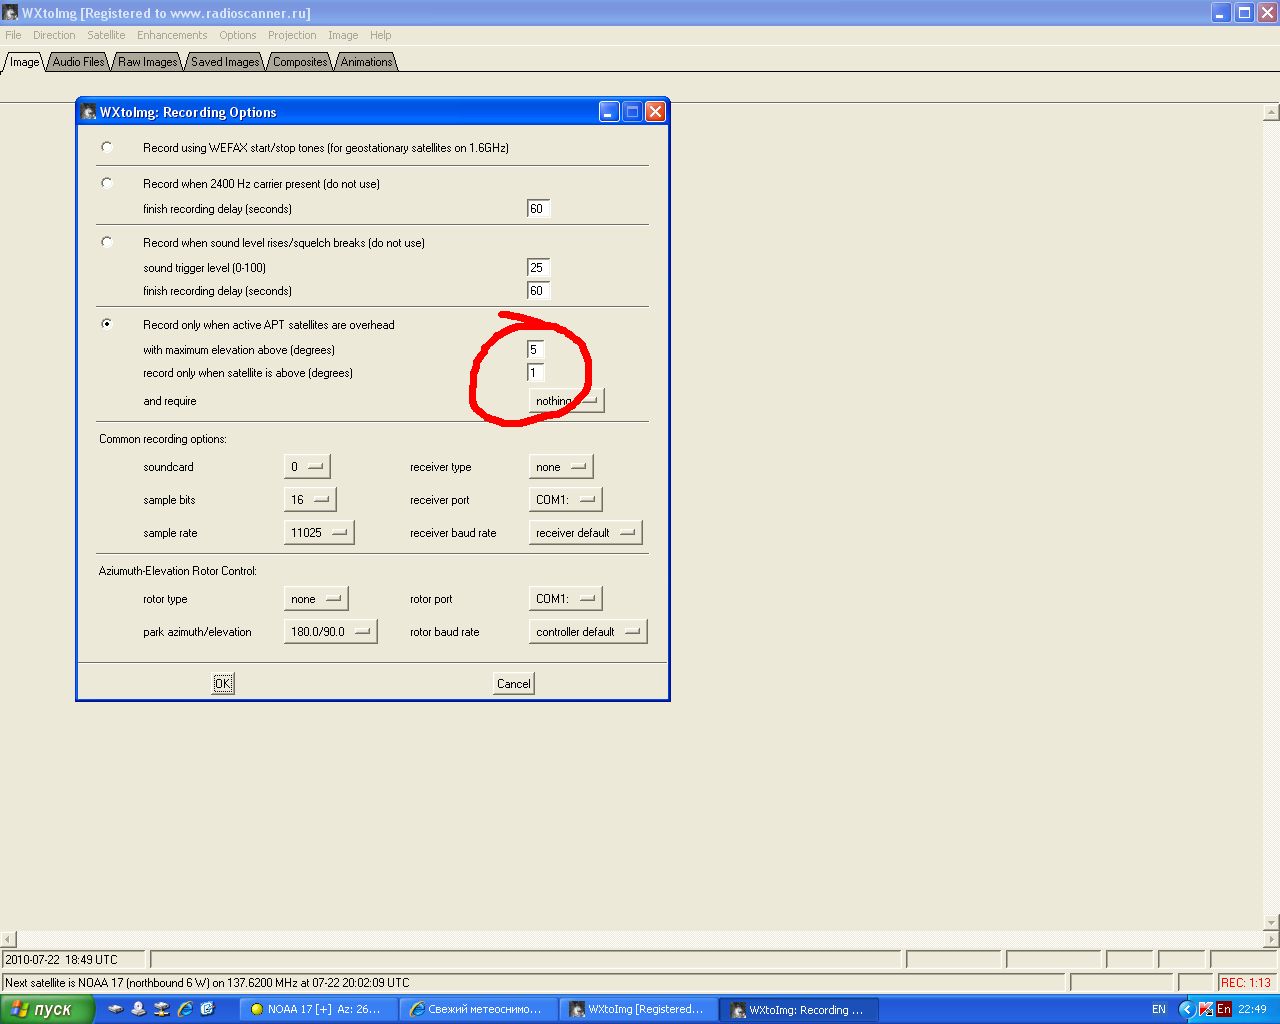 WXtoImg [Registered to www.radioscanner.ru]
File Direction Satellite Enhancements Options Projection Image Help
Image Audio Files Raw Images Saved Images Composites Animations
WXtoImg: Recording Options
Record using WEFAX start/stop tones (for geostationary satellites on 1.6GHz)
Record when 2400 Hz carrier present (do not use)
finish recording delay (seconds) 60
Record when sound level rises/squelch breaks (do not use)
sound trigger level (0-100) 25
finish recording delay (seconds) 60
Record only when active APT satellites are overhead
with maximum elevation above (degrees) 5
record only when satellite is above (degrees) 1
and require nothing
Common recording options:
soundcard 0 receiver type none
sample bits 16 receiver port COM1:
sample rate 11025 receiver baud rate receiver default
Aziumuth-Elevation Rotor Control:
rotor type none rotor port COM1:
park azimuth/elevation 180.0/90.0 rotor baud rate controller default
OK Cancel
2010-07-22 18:49 UTC
Next satellite is NOAA 17 (northbound 6 W) on 137.6200 MHz at 07-22 20:02:09 UTC REC: 1:13
пуск NOAA 17 [+] Az: 26... Свежий метеоснимо... WXtoImg [Registered... WXtoImg: Recording ... EN En 22:49